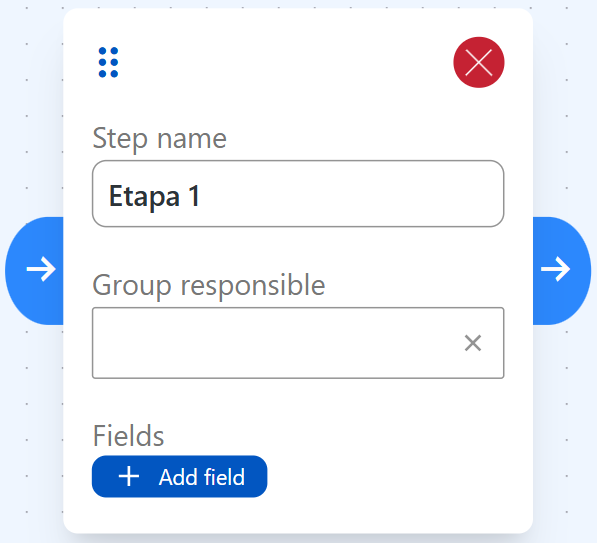 Step name
Etapa 1
Group responsible
Fields
Add field